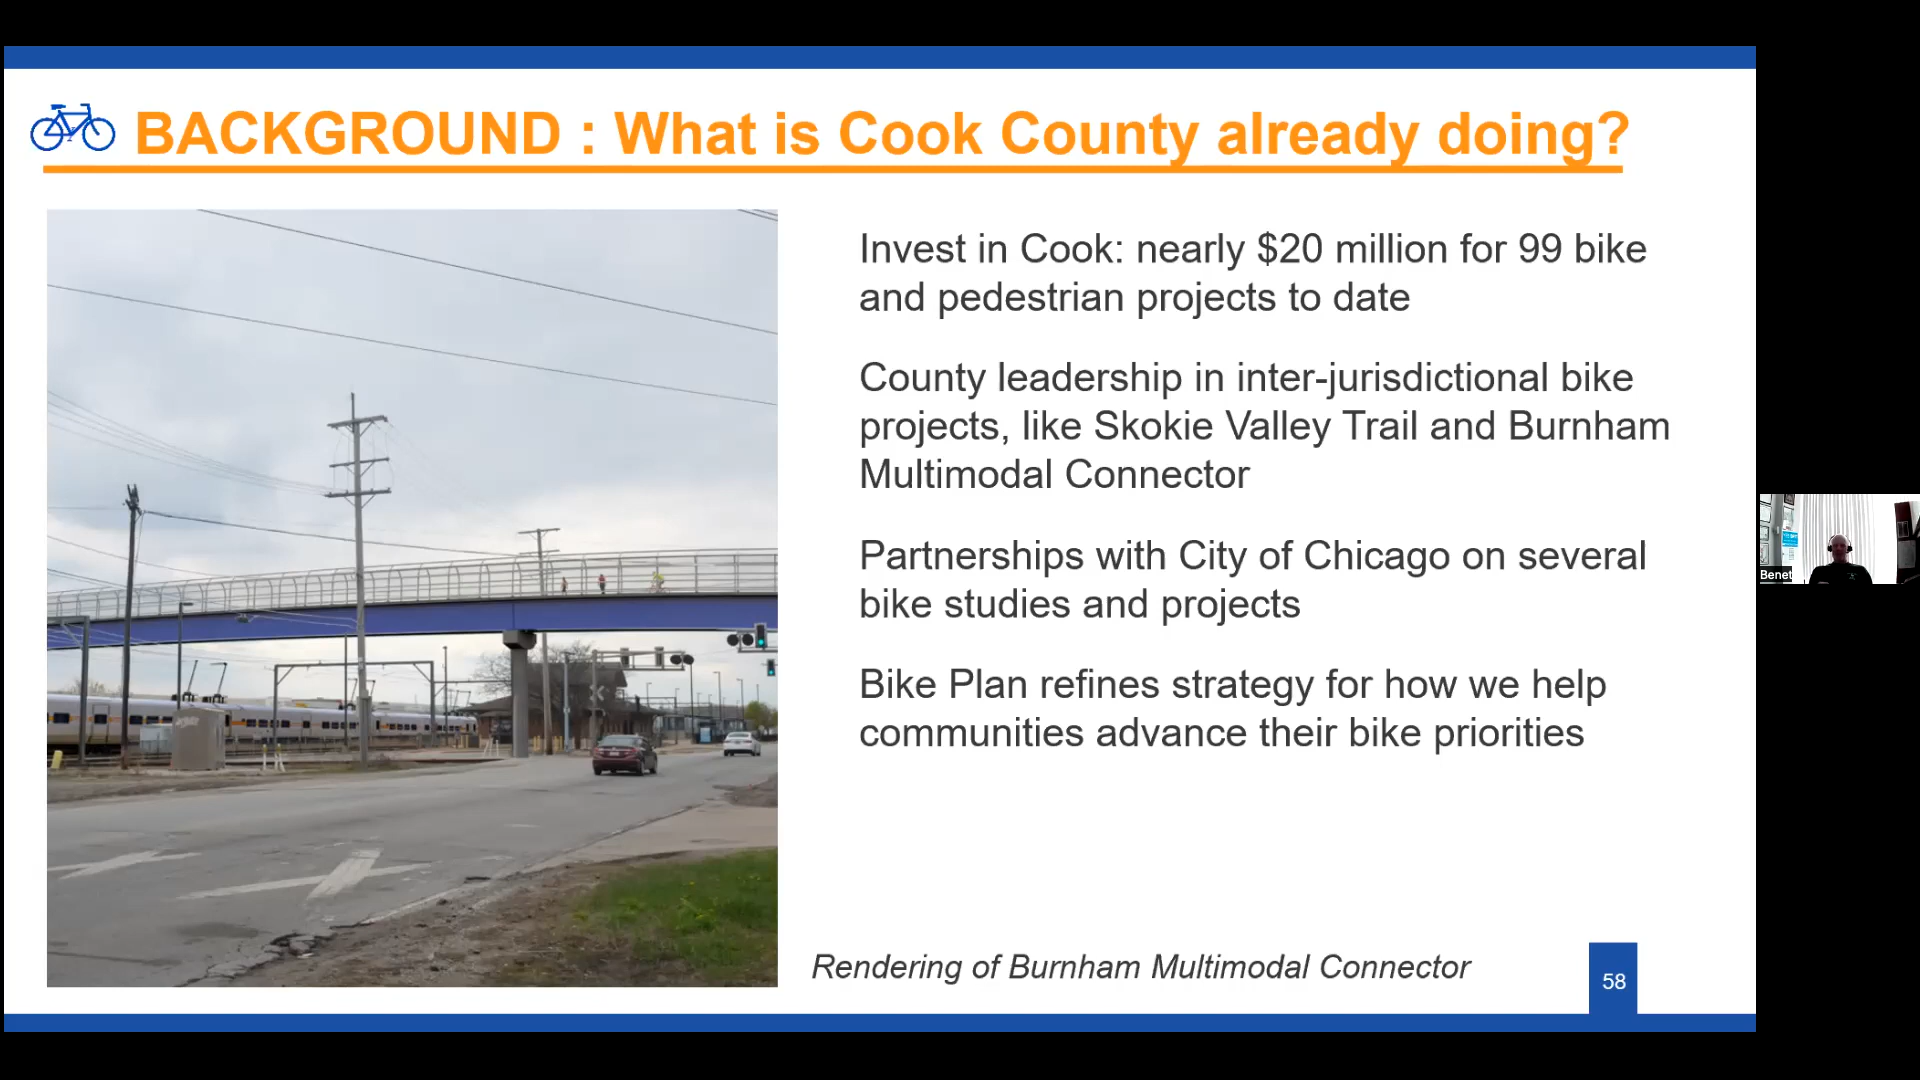 BACKGROUND : What is Cook County already doing?
Invest in Cook: nearly $20 million for 99 bike
and pedestrian projects to date
County leadership in inter-jurisdictional bike
projects, like Skokie Valley Trail and Burnham
Multimodal Connector
Partnerships with City of Chicago on several
bike studies and projects
Bike Plan refines strategy for how we help
communities advance their bike priorities
Rendering of Burnham Multimodal Connector
58
Benet